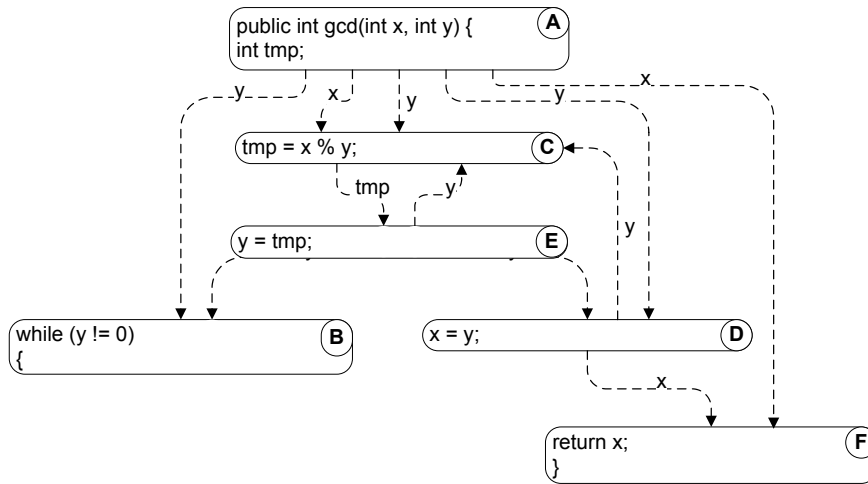 public int gcd(int x, int y) {
int tmp;
A
y
x
y
y
x
tmp = x % y;
C
tmp
y
y
y = tmp;
E
while (y != 0)
{
B
x = y;
D
x
return x;
}
F